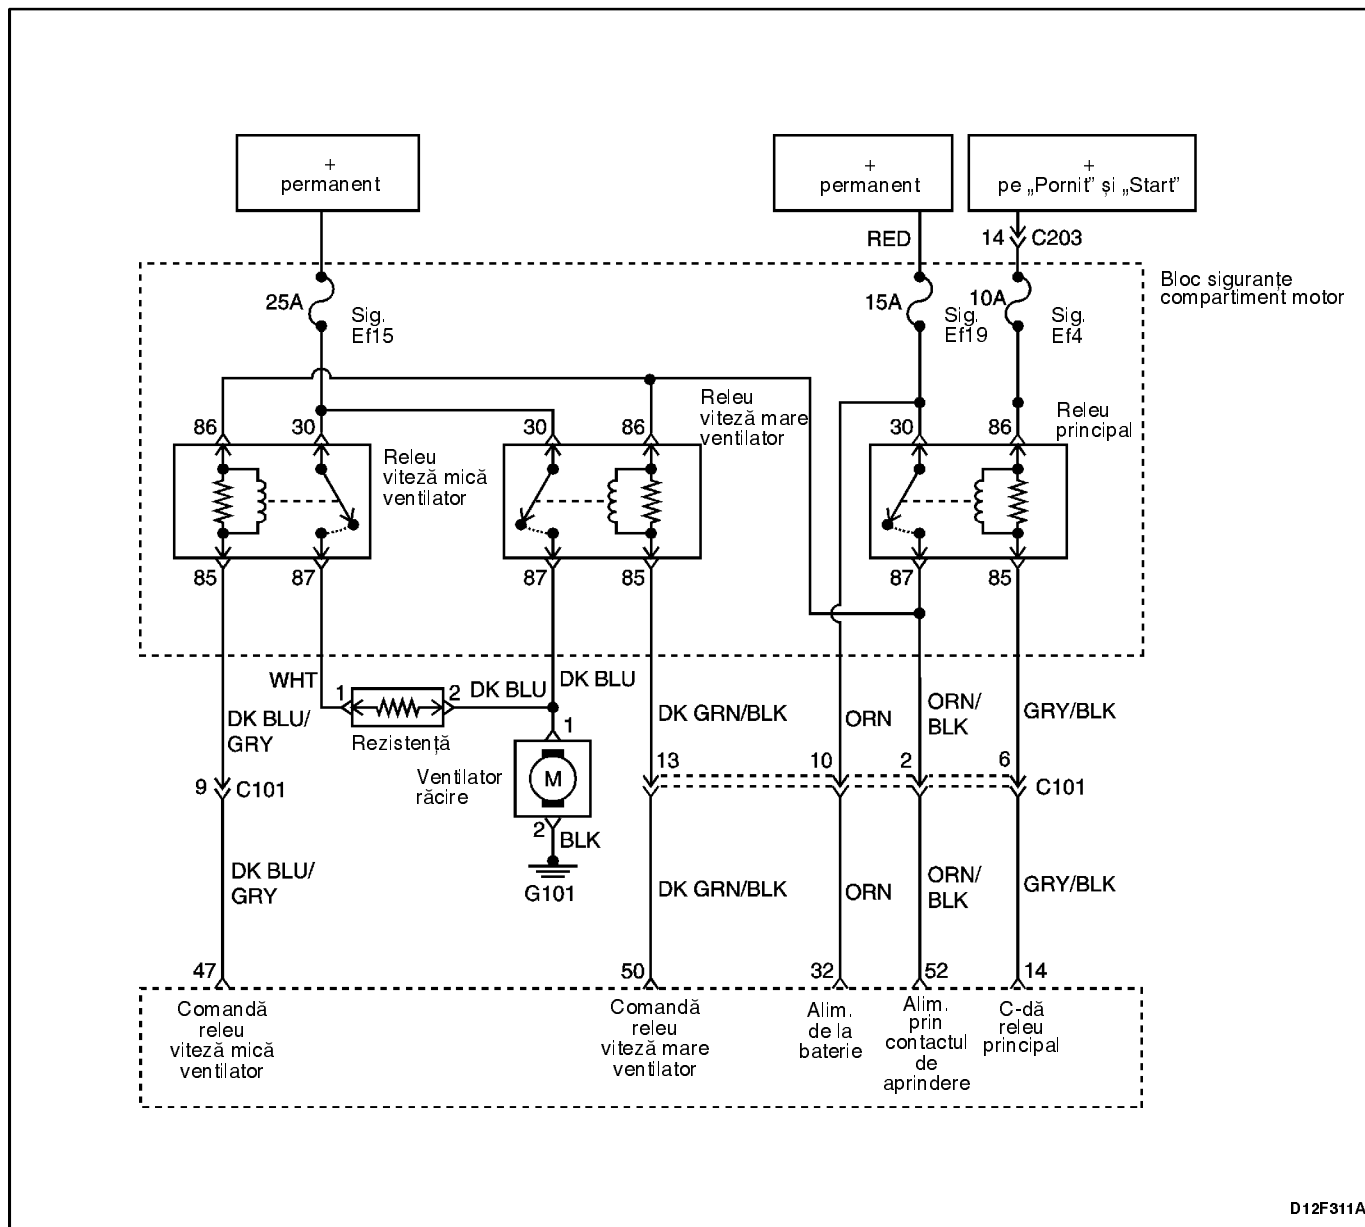 +
permanent
+
permanent
+
pe „Pornit” și „Start”
RED
14
C203
Bloc siguranțe
compartiment motor
25A
Sig.
Ef15
15A
Sig.
Ef19
10A
Sig.
Ef4
86
30
Releu
viteză mică
ventilator
30
86
Releu
viteză mare
ventilator
30
86
Releu
principal
85
87
87
85
87
85
WHT
1
2
DK BLU
DK BLU
Rezistență
DK BLU/
GRY
DK GRN/BLK
ORN
ORN/
BLK
GRY/BLK
9
C101
Ventilator
răcire
1
M
2
BLK
G101
13
10
2
6
C101
DK BLU/
GRY
DK GRN/BLK
ORN
ORN/
BLK
GRY/BLK
47
50
32
52
14
Comandă
releu
viteză mică
ventilator
Comandă
releu
viteză mare
ventilator
Alim.
de la
baterie
Alim.
prin
contactul
de
aprindere
C-dă
releu
principal
D12F311A